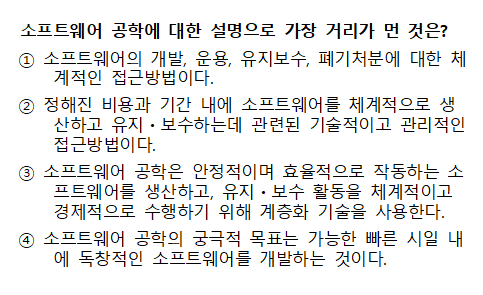 소프트웨어 공학에 대한 설명으로 가장 거리가 먼 것은?
① 소프트웨어의 개발, 운용, 유지보수, 폐기처분에 대한 체
계적인 접근방법이다.
② 정해진 비용과 기간 내에 소프트웨어를 체계적으로 생
산하고 유지・보수하는데 관련된 기술적이고 관리적인
접근방법이다.
③ 소프트웨어 공학은 안정적이며 효율적으로 작동하는 소
프트웨어를 생산하고, 유지・보수 활동을 체계적이고
경제적으로 수행하기 위해 계층화 기술을 사용한다.
④ 소프트웨어 공학의 궁극적 목표는 가능한 빠른 시일 내
에 독창적인 소프트웨어를 개발하는 것이다.